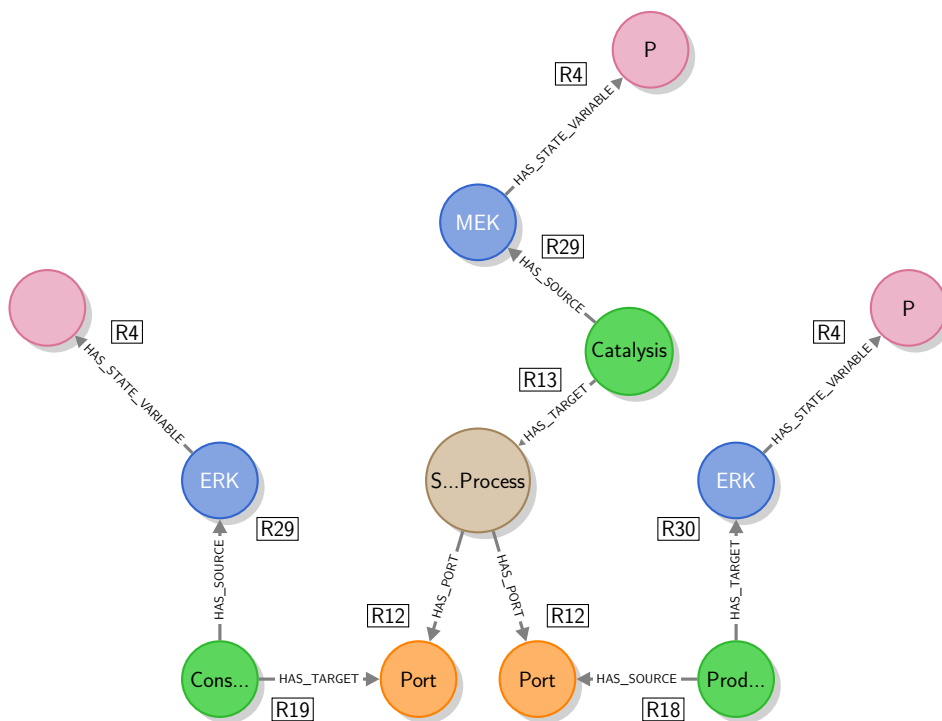 P
R4
HAS_STATE_VARIABLE
MEK
R29
HAS_SOURCE
P
R4
R4
HAS_STATE_VARIABLE
HAS_STATE_VARIABLE
Catalysis
R13
HAS_TARGET
ERK
S...Process
ERK
R29
R30
HAS_SOURCE
HAS_PORT
HAS_PORT
HAS_TARGET
R12
R12
Cons...
HAS_TARGET
Port
Port
HAS_SOURCE
Prod...
R19
R18